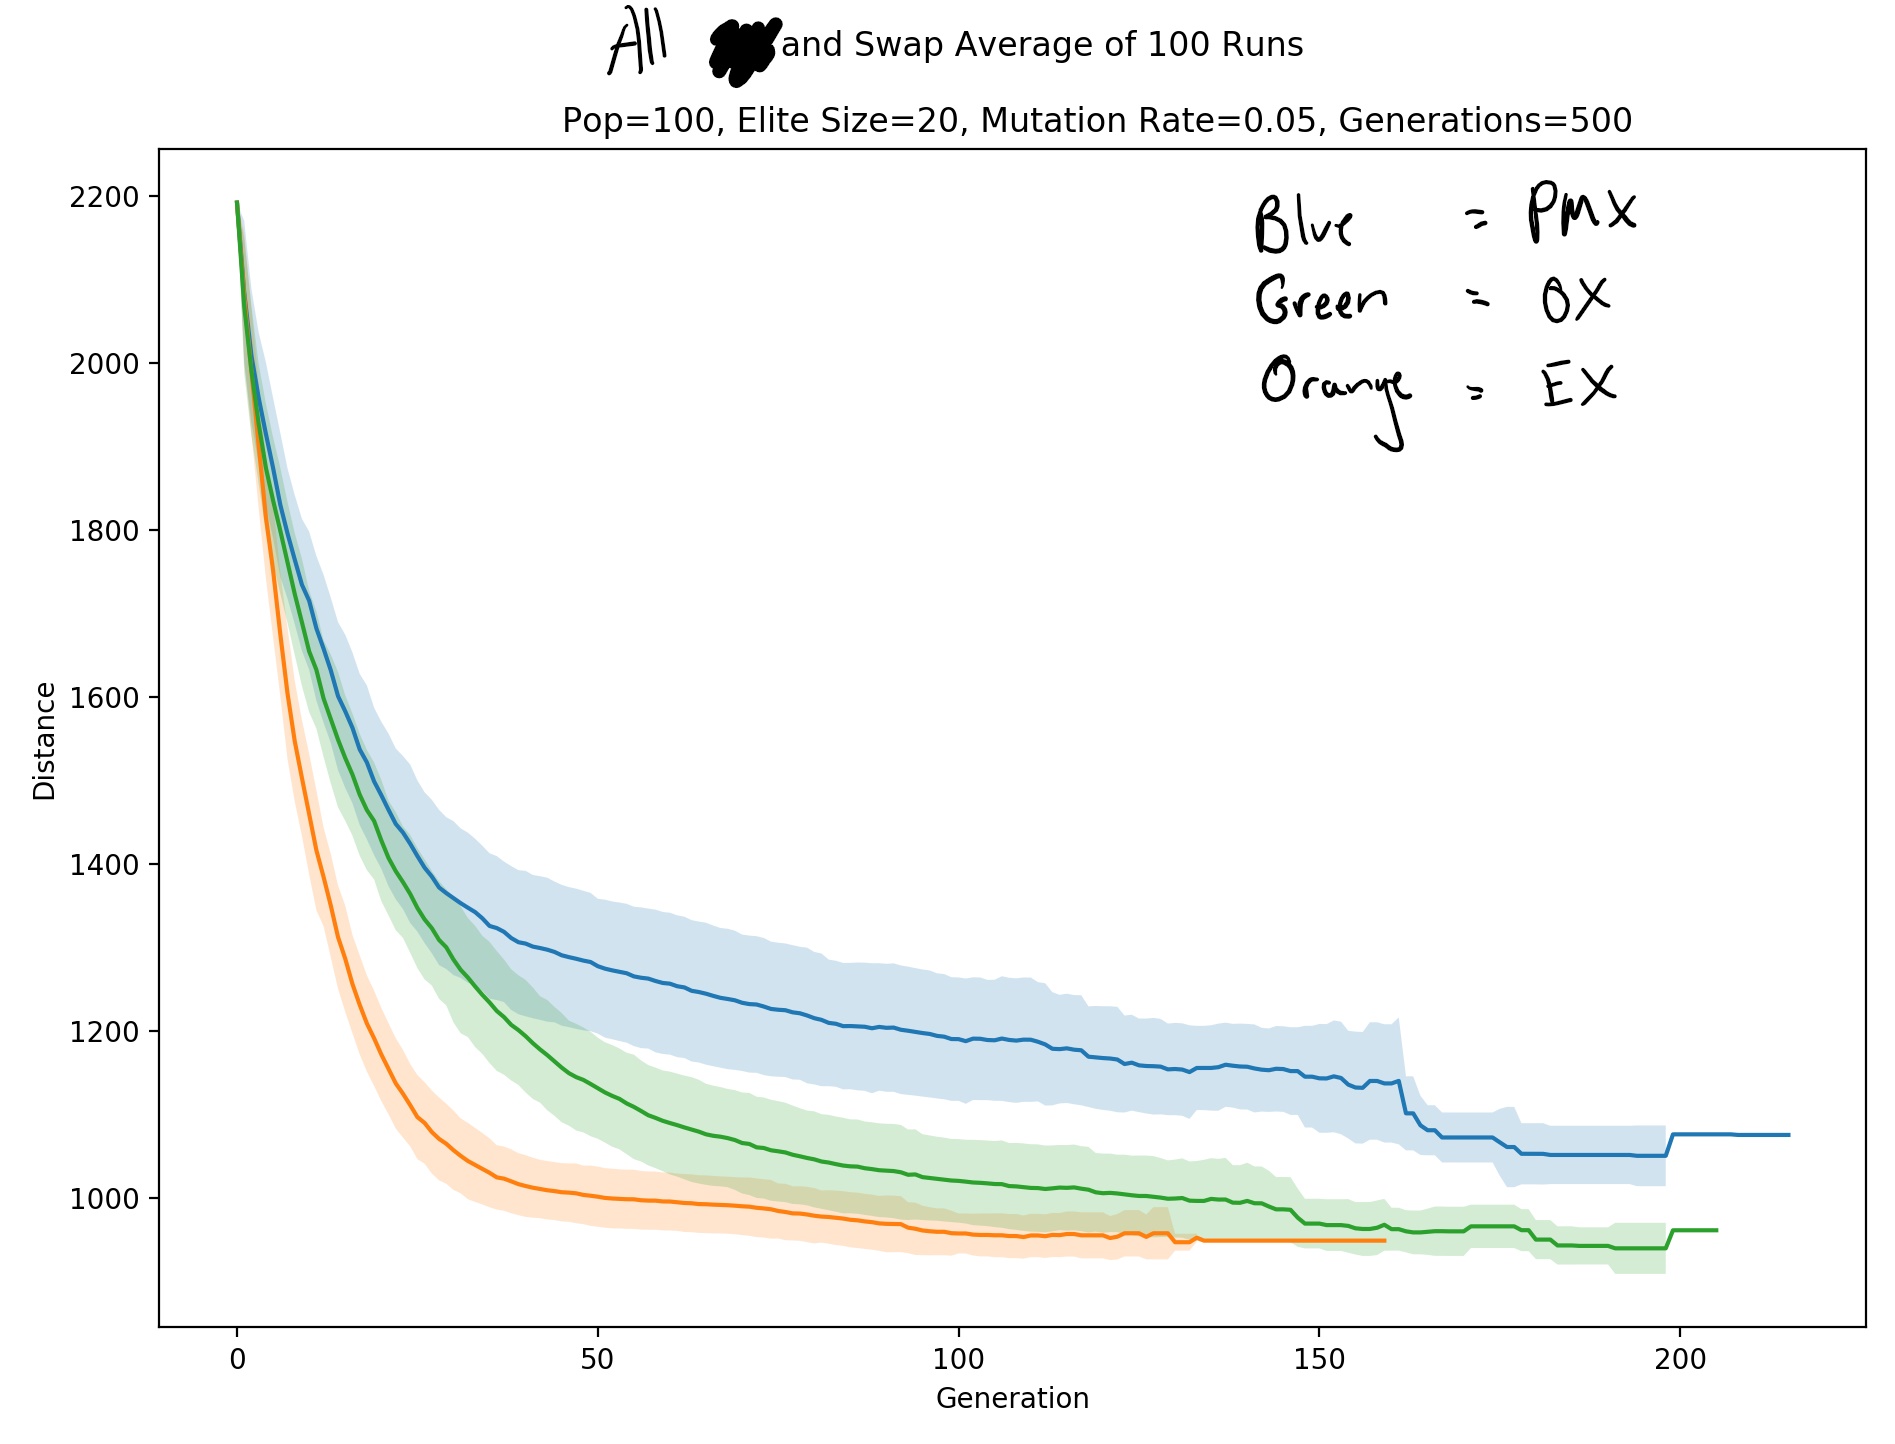 All and Swap Average of 100 Runs
Pop=100, Elite Size=20, Mutation Rate=0.05, Generations=500
Blue = PMX
Green = OX
Orange = EX
2200
2000
1800
1600
1400
1200
1000
Distance
0 50 100 150 200
Generation